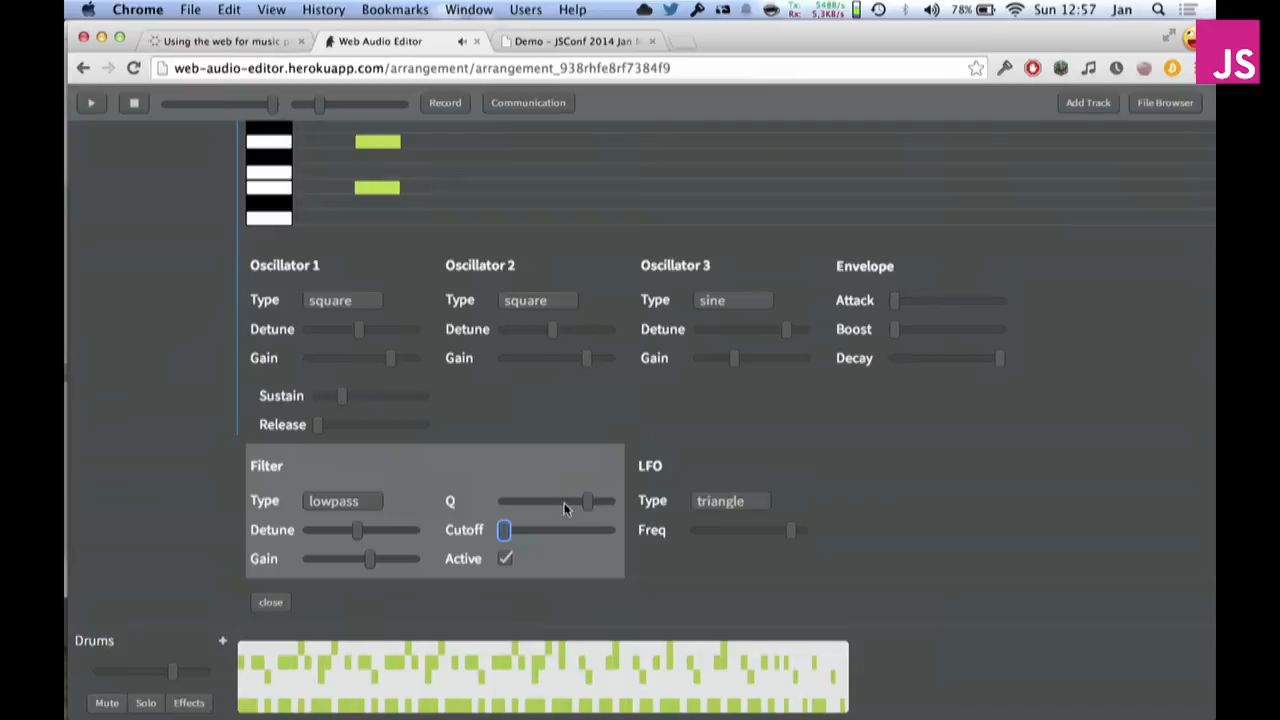 Chrome File Edit View History Bookmarks Window Users Help 78% Sun 12:57 Jan
Using the web for music Web Audio Editor Demo - JSConf 2014 Jan
web-audio-editor.herokuapp.com/arrangement/arrangement_938rhfe8rf7384f9
JS
Record Communication Add Track File Browser
Oscillator 1 Oscillator 2 Oscillator 3 Envelope
Type square Type square Type sine Attack
Detune Detune Detune Boost
Gain Gain Gain Decay
Sustain
Release
Filter LFO
Type lowpass Q Type triangle
Detune Cutoff Freq
Gain Active
close
Drums +
Mute Solo Effects